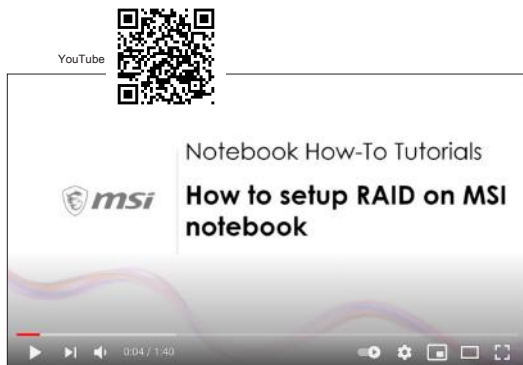 YouTube
Notebook How-To Tutorials
msi
How to setup RAID on MSI
notebook
0:04 / 1:40